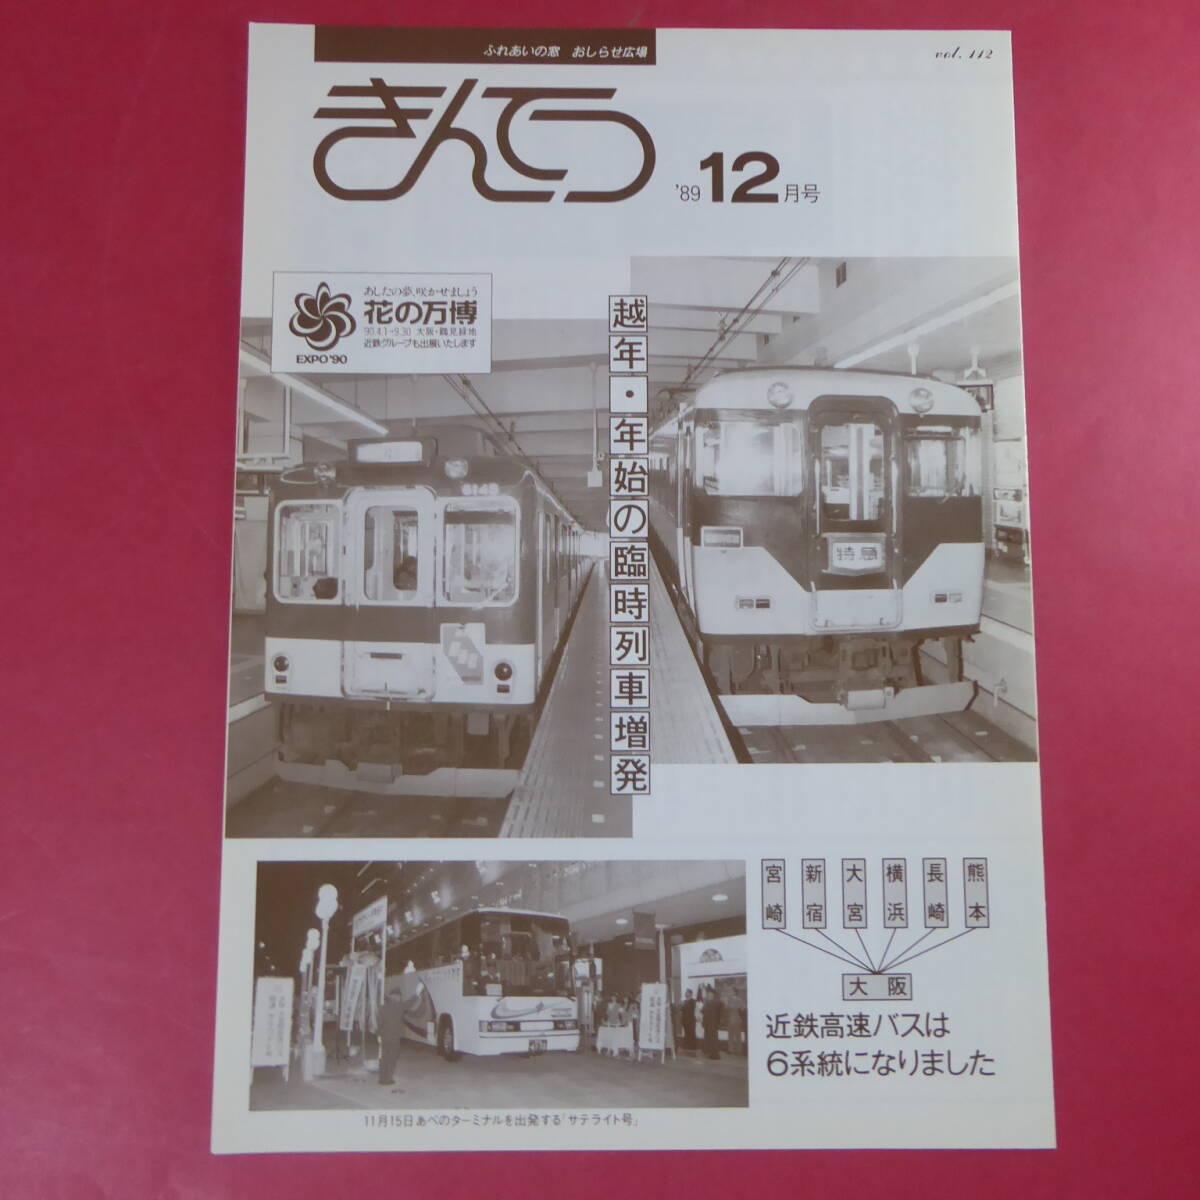 ふれあいの窓 おしらせ広場
vol. 112
きんてつ
'89 12月号
あしたの夢、咲かせましょう
花の万博
'90.4.1→9.30 大阪・鶴見緑地
近鉄グループも出展いたします
EXPO'90
越年・年始の臨時列車増発
6143
特急
宮崎
新宿
大宮
横浜
長崎
熊本
大阪
近鉄高速バスは
6系統になりました
11月15日あべのターミナルを出発する「サテライト号」